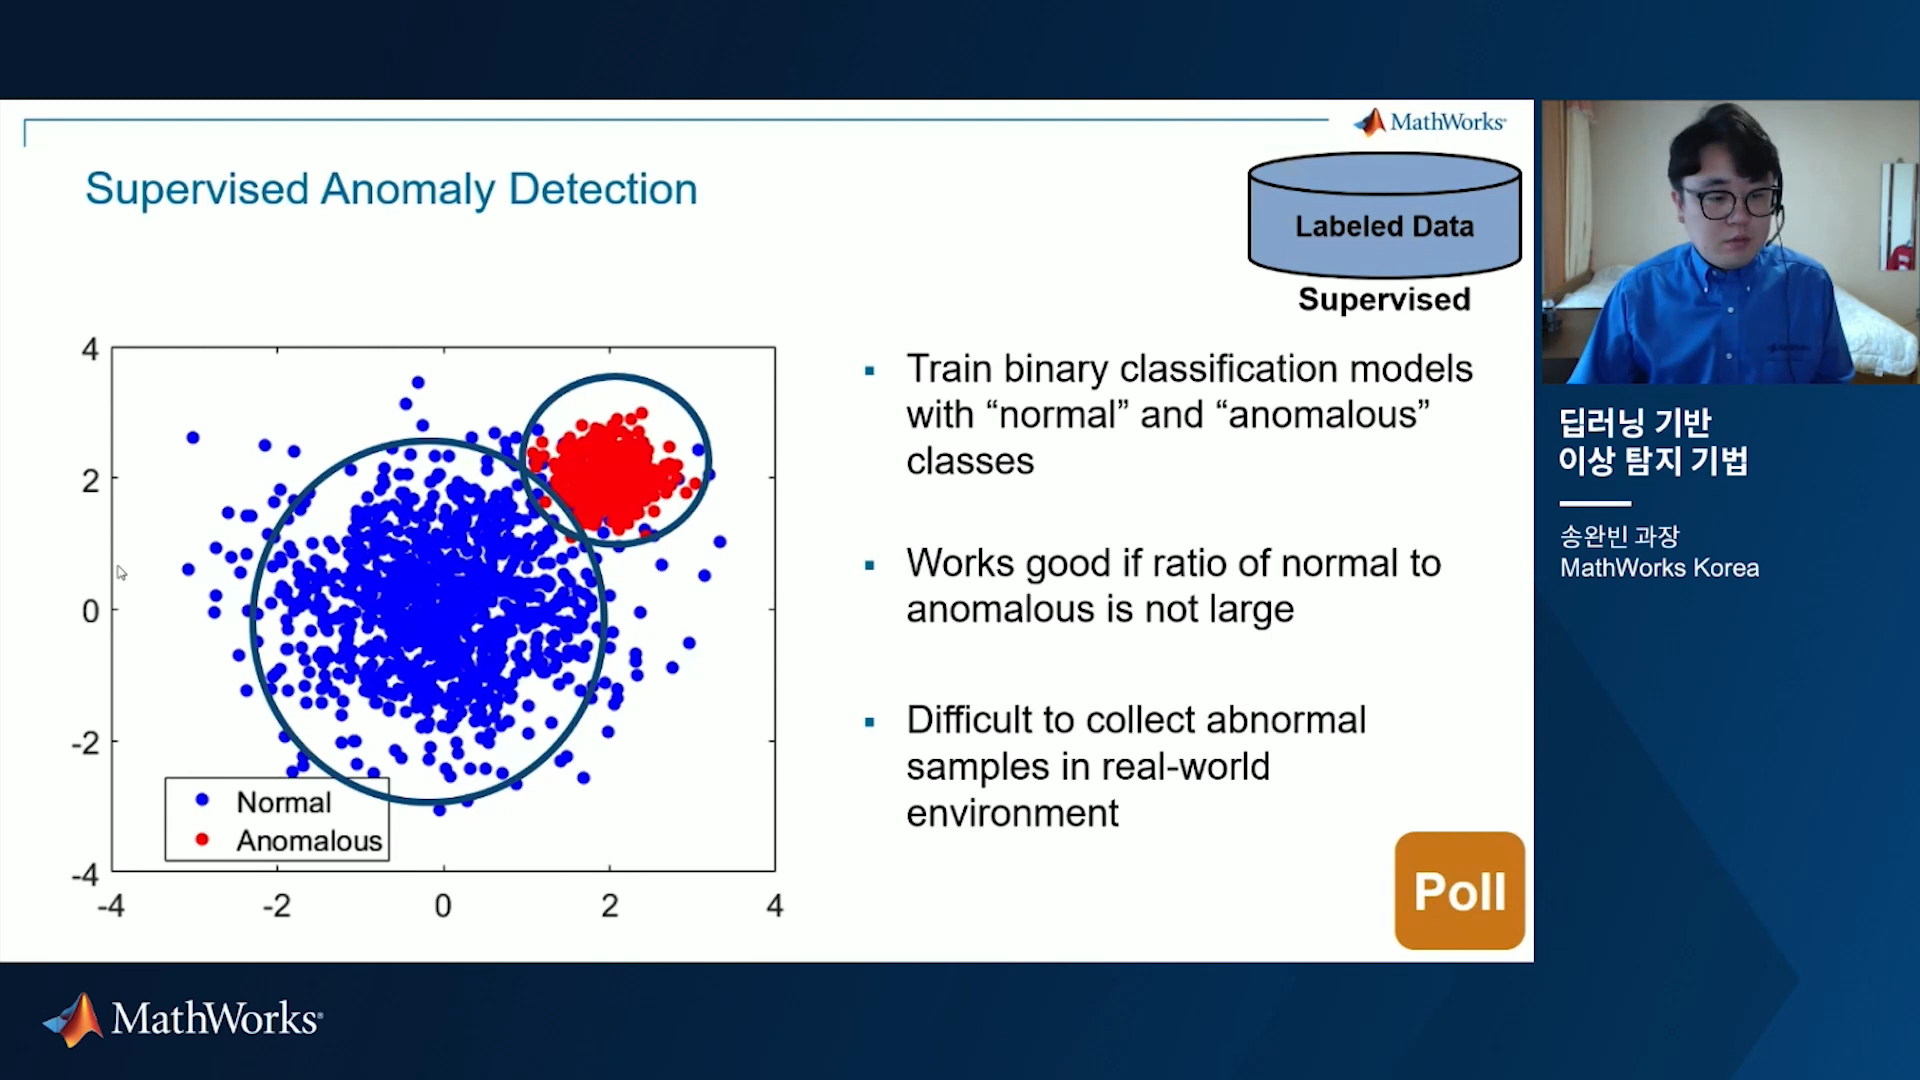 MathWorks
Supervised Anomaly Detection
Labeled Data
Supervised
4
2
0
-2
-4
-4
-2
0
2
4
Normal
Anomalous
▪ Train binary classification models
with “normal” and “anomalous”
classes
▪ Works good if ratio of normal to
anomalous is not large
▪ Difficult to collect abnormal
samples in real-world
environment
Poll
딥러닝 기반
이상 탐지 기법
송완빈 과장
MathWorks Korea
MathWorks®